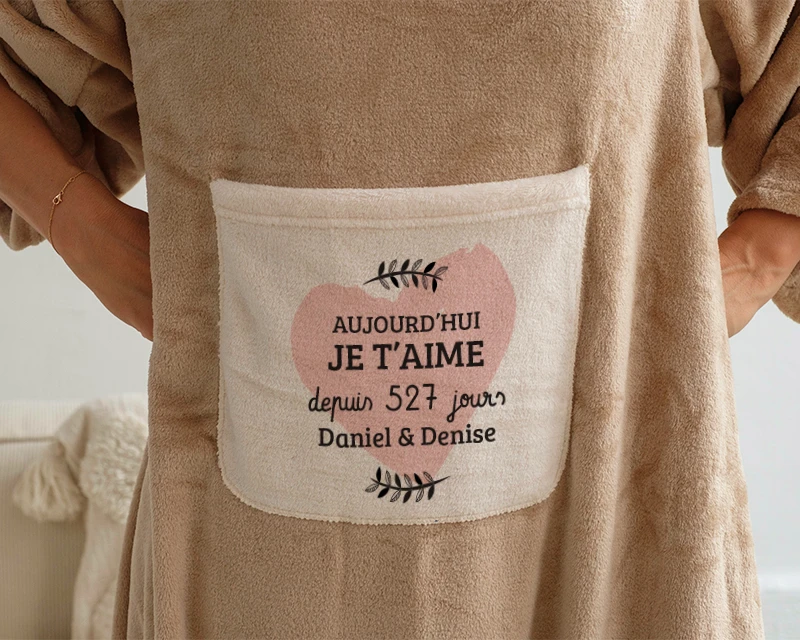 AUJOURD'HUI
JE T'AIME
depuis 527 jours
Daniel & Denise